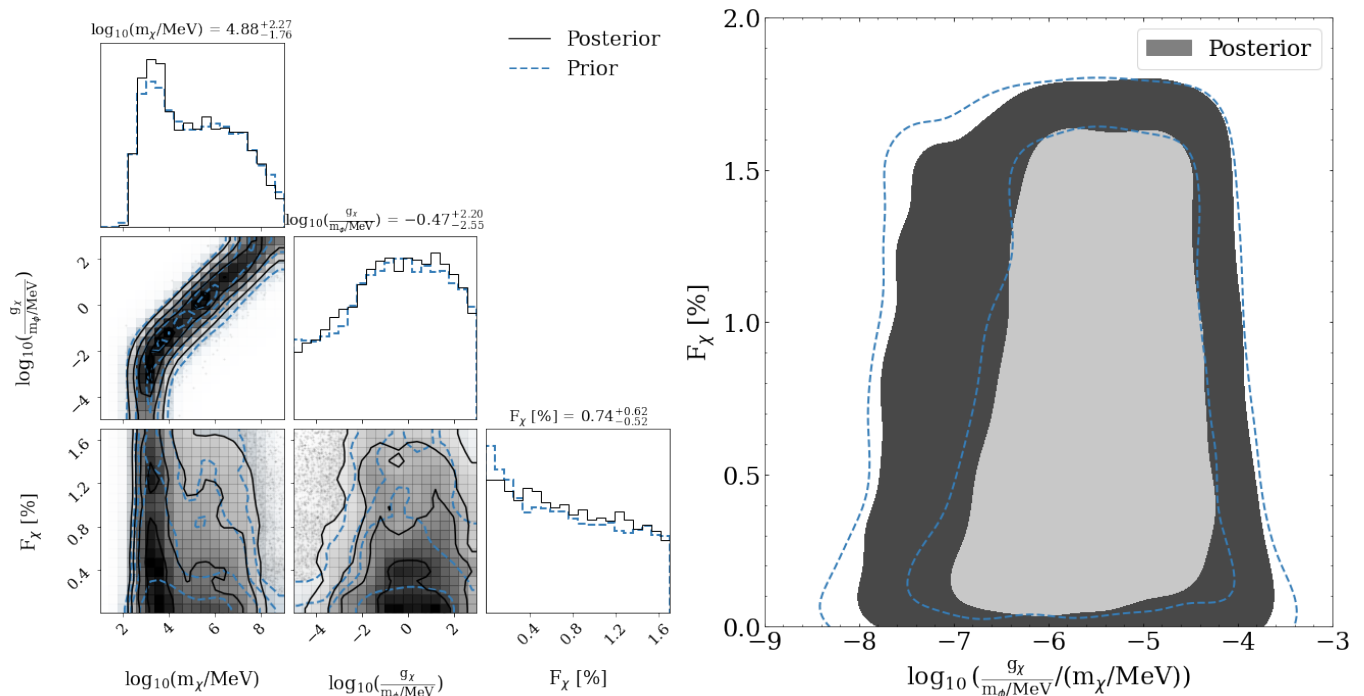 log₁₀(mᵪ/MeV) = 4.88⁺²·²⁷₋₁.₇₆
Posterior
Prior
log₁₀(gᵪ/(m_ϕ/MeV)) = −0.47⁺²·²⁰₋₂.₅₅
log₁₀(gᵪ/(m_ϕ/MeV))
2
0
−2
−4
Fᵪ [%] = 0.74⁺⁰·⁶²₋₀.₅₂
Fᵪ [%]
1.6
1.2
0.8
0.4
2 4 6 8
−4 −2 0 2
0.4 0.8 1.2 1.6
log₁₀(mᵪ/MeV)
log₁₀(gᵪ/(m_ϕ/MeV))
Fᵪ [%]
Posterior
Fᵪ [%]
2.0
1.5
1.0
0.5
0.0
−9 −8 −7 −6 −5 −4 −3
log₁₀(gᵪ/(m_ϕ/MeV)/(mᵪ/MeV))